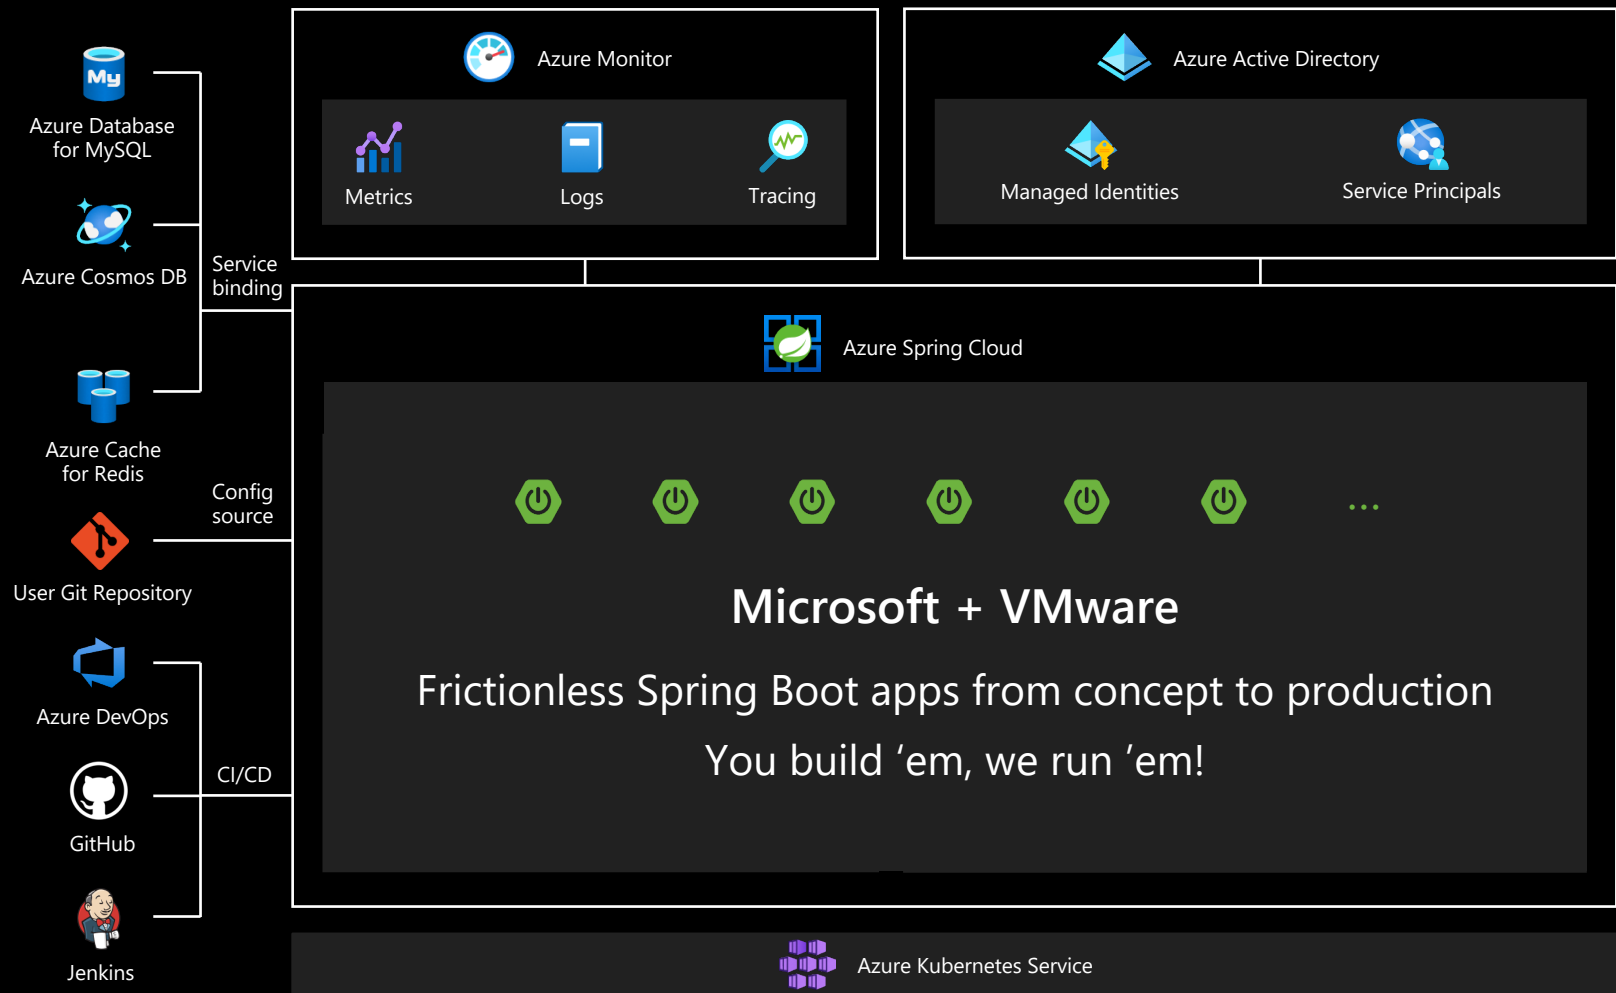 My
Azure Database
for MySQL
Azure Cosmos DB
Azure Cache
for Redis
User Git Repository
Azure DevOps
GitHub
Jenkins
Service
binding
Config
source
CI/CD
Azure Monitor
Metrics
Logs
Tracing
Azure Active Directory
Managed Identities
Service Principals
Azure Spring Cloud
...
Microsoft + VMware
Frictionless Spring Boot apps from concept to production
You build ‘em, we run ’em!
Azure Kubernetes Service